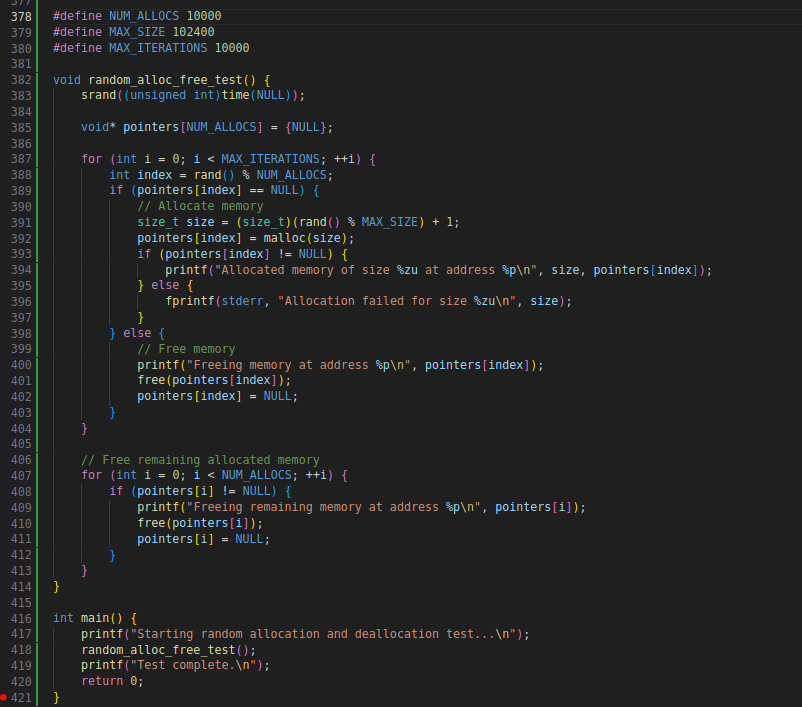 377
378 #define NUM_ALLOCS 10000
379 #define MAX_SIZE 102400
380 #define MAX_ITERATIONS 10000
381
382 void random_alloc_free_test() {
383     srand((unsigned int)time(NULL));
384
385     void* pointers[NUM_ALLOCS] = {NULL};
386
387     for (int i = 0; i < MAX_ITERATIONS; ++i) {
388         int index = rand() % NUM_ALLOCS;
389         if (pointers[index] == NULL) {
390             // Allocate memory
391             size_t size = (size_t)(rand() % MAX_SIZE) + 1;
392             pointers[index] = malloc(size);
393             if (pointers[index] != NULL) {
394                 printf("Allocated memory of size %zu at address %p\n", size, pointers[index]);
395             } else {
396                 fprintf(stderr, "Allocation failed for size %zu\n", size);
397             }
398         } else {
399             // Free memory
400             printf("Freeing memory at address %p\n", pointers[index]);
401             free(pointers[index]);
402             pointers[index] = NULL;
403         }
404     }
405
406     // Free remaining allocated memory
407     for (int i = 0; i < NUM_ALLOCS; ++i) {
408         if (pointers[i] != NULL) {
409             printf("Freeing remaining memory at address %p\n", pointers[i]);
410             free(pointers[i]);
411             pointers[i] = NULL;
412         }
413     }
414 }
415
416 int main() {
417     printf("Starting random allocation and deallocation test...\n");
418     random_alloc_free_test();
419     printf("Test complete.\n");
420     return 0;
421 }